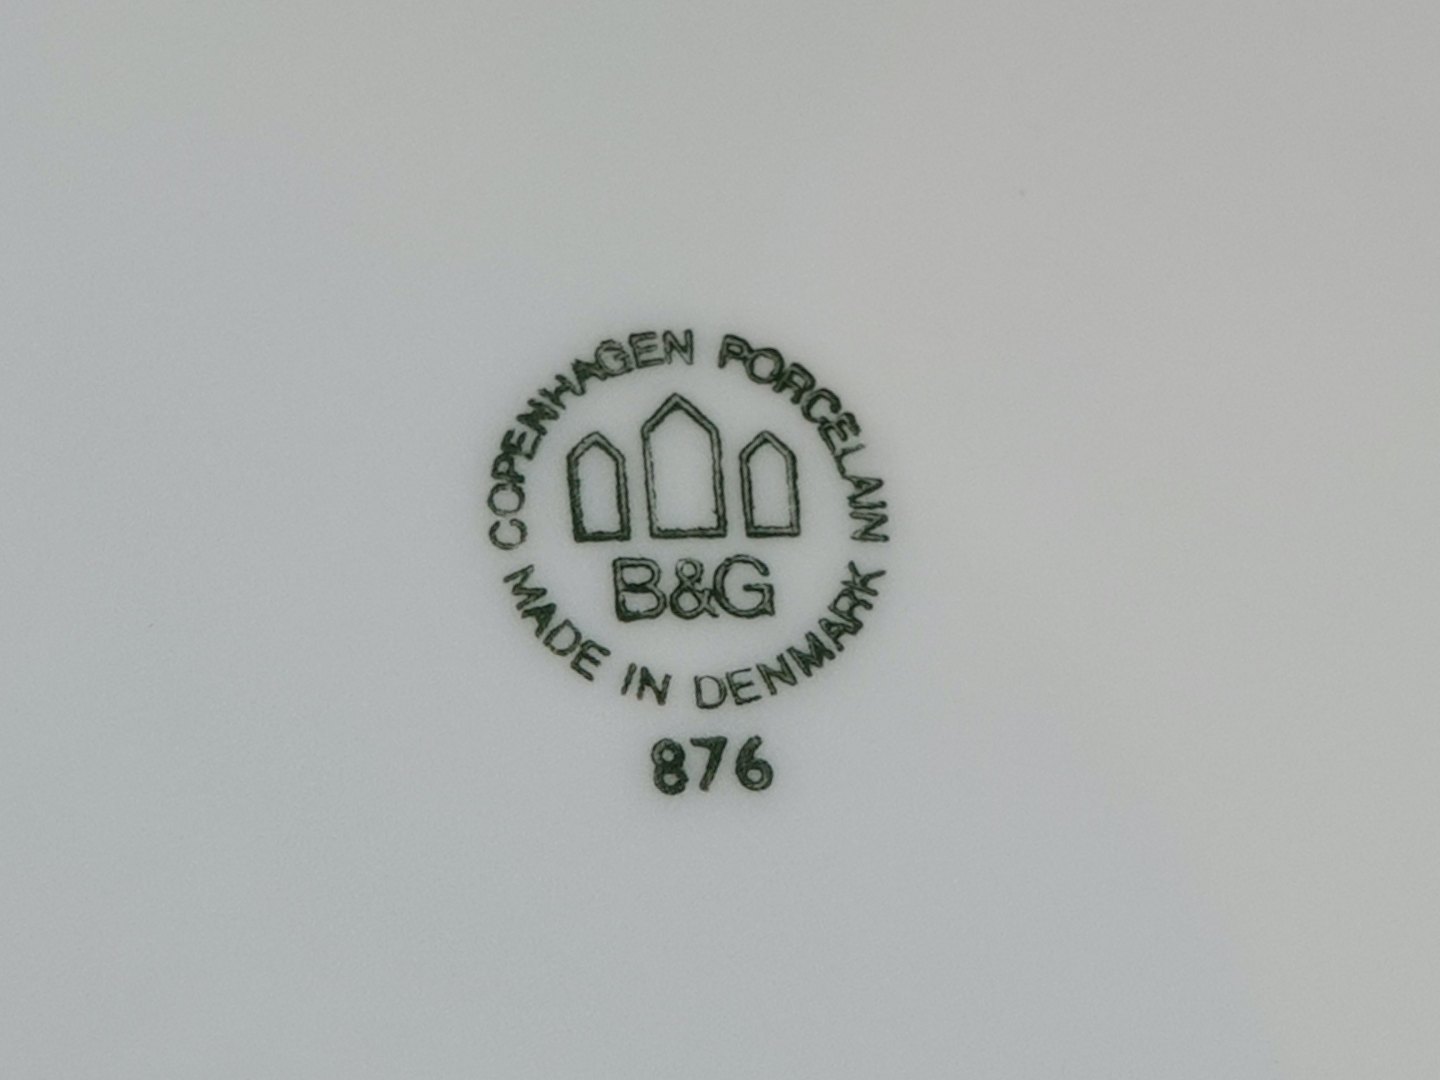 COPENHAGEN PORCELAIN
B&G
MADE IN DENMARK
876